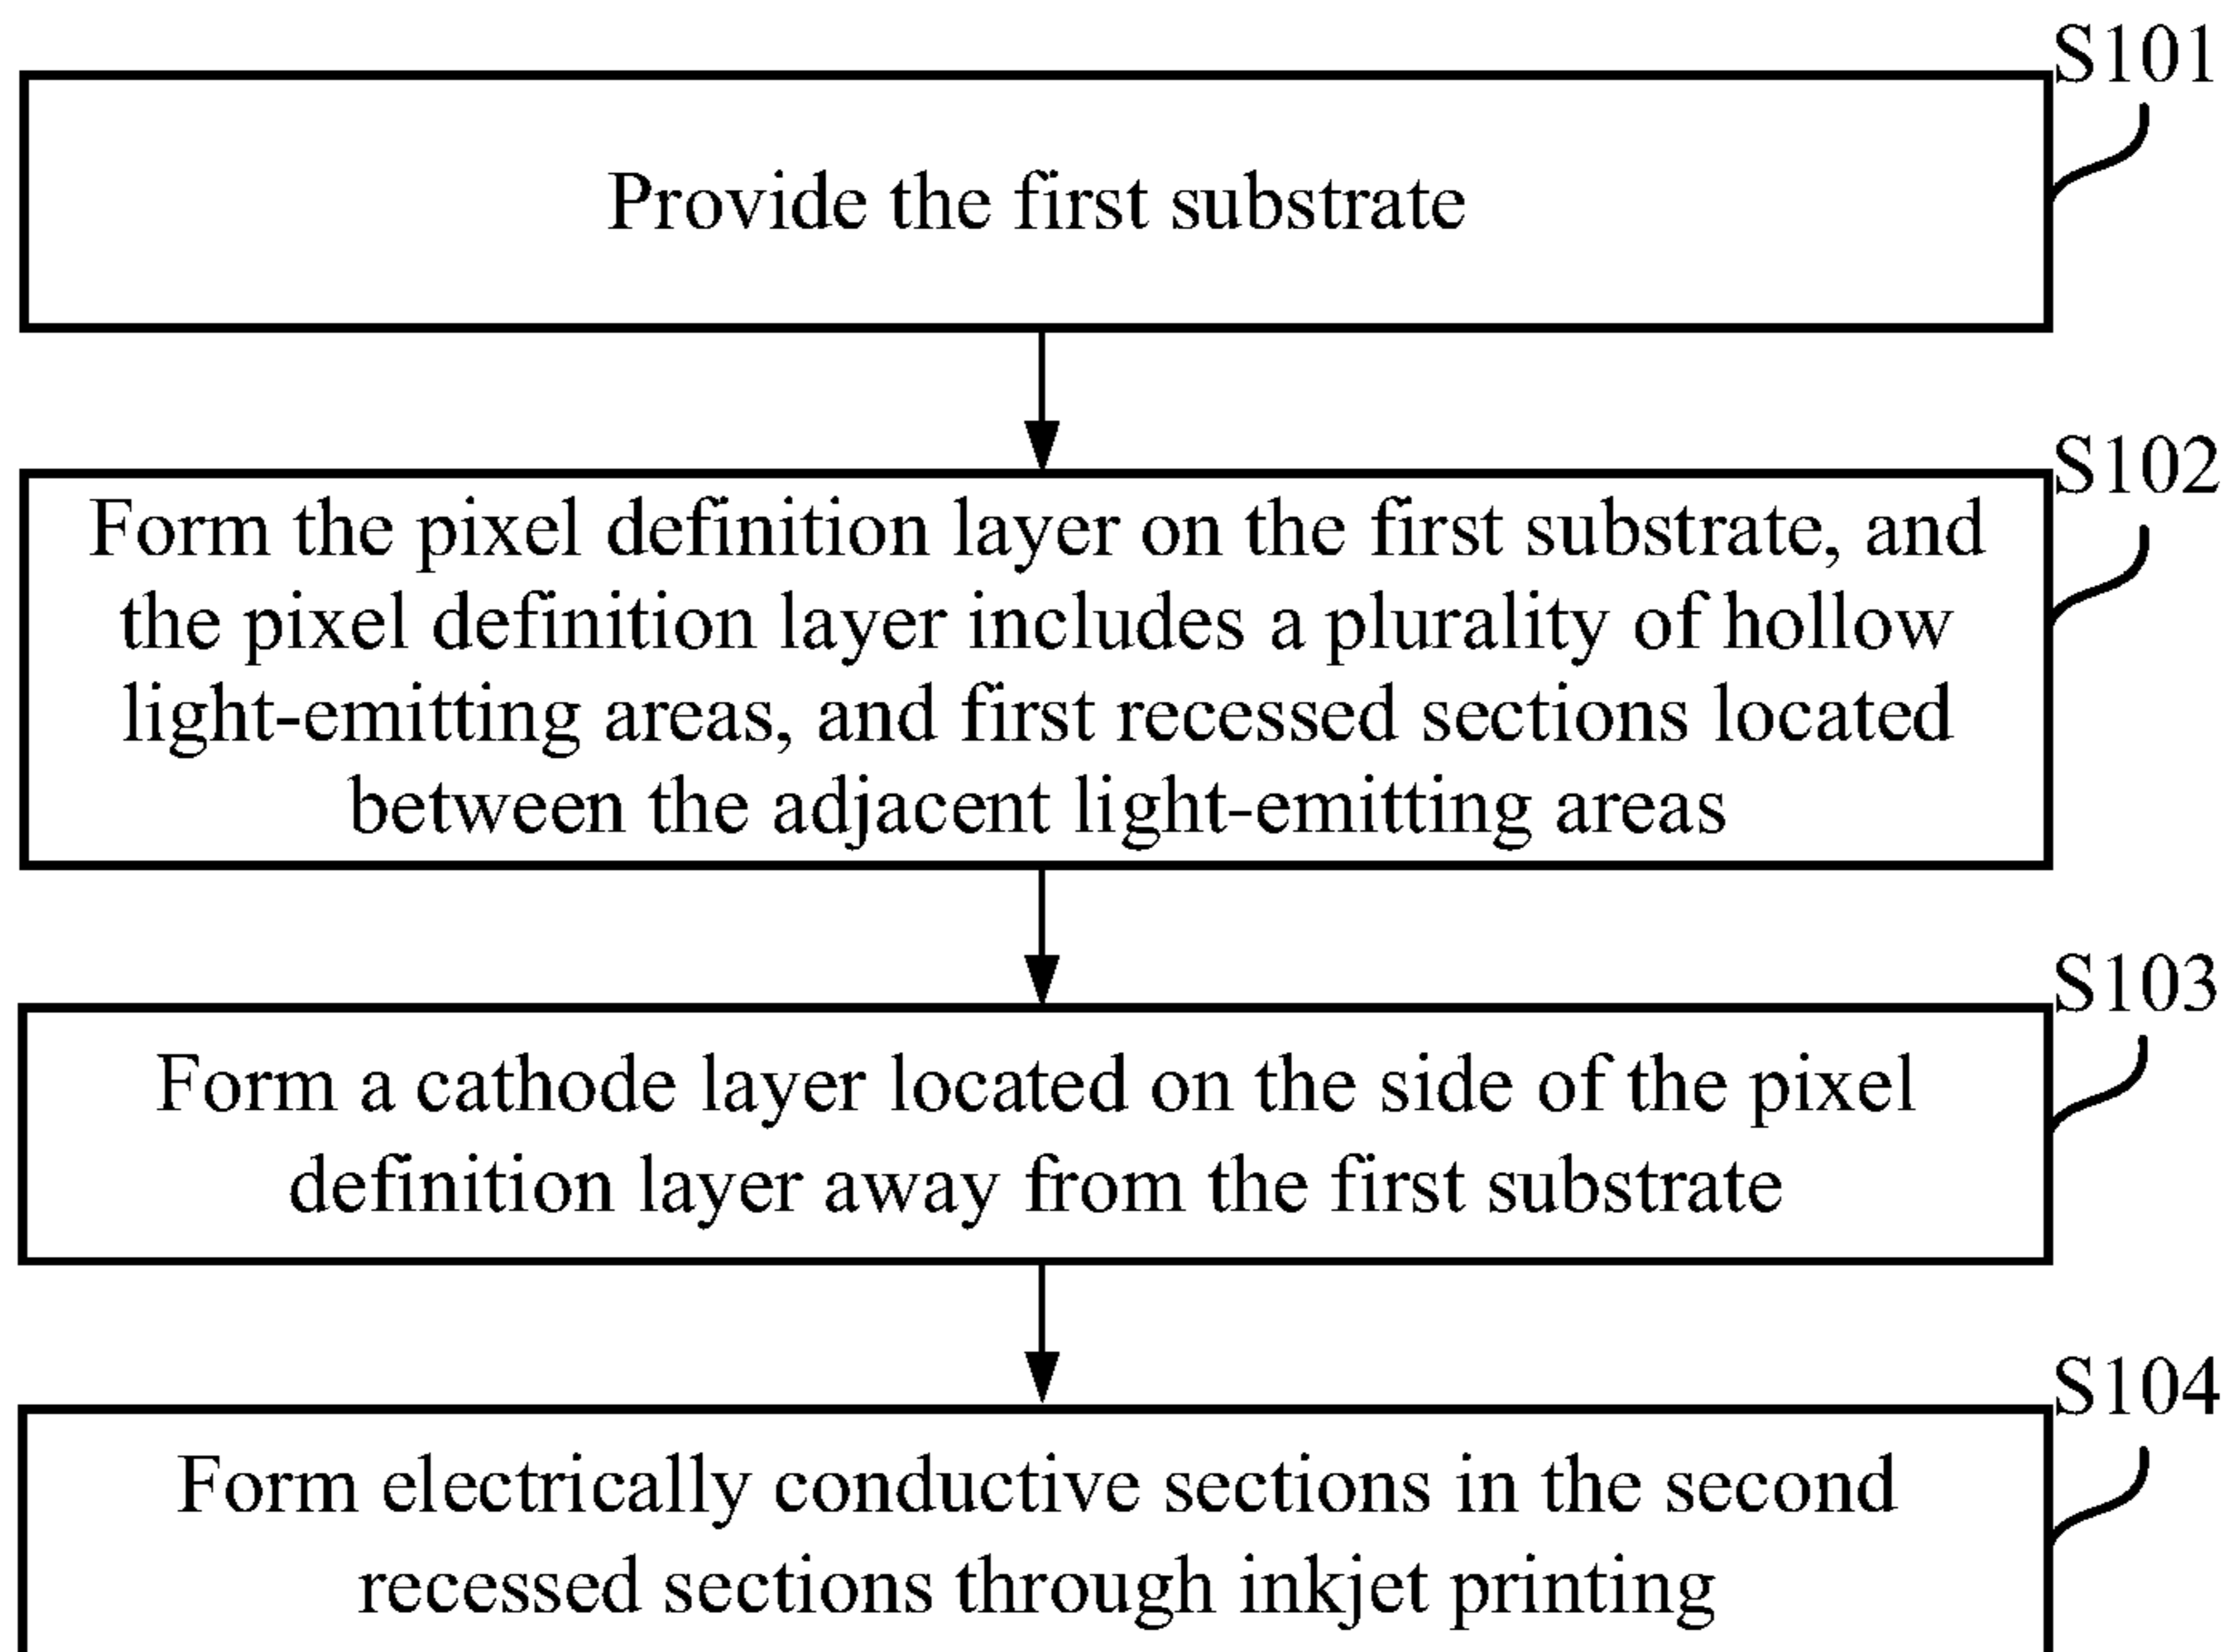 S101
Provide the first substrate
S102
Form the pixel definition layer on the first substrate, and
the pixel definition layer includes a plurality of hollow
light-emitting areas, and first recessed sections located
between the adjacent light-emitting areas
S103
Form a cathode layer located on the side of the pixel
definition layer away from the first substrate
S104
Form electrically conductive sections in the second
recessed sections through inkjet printing